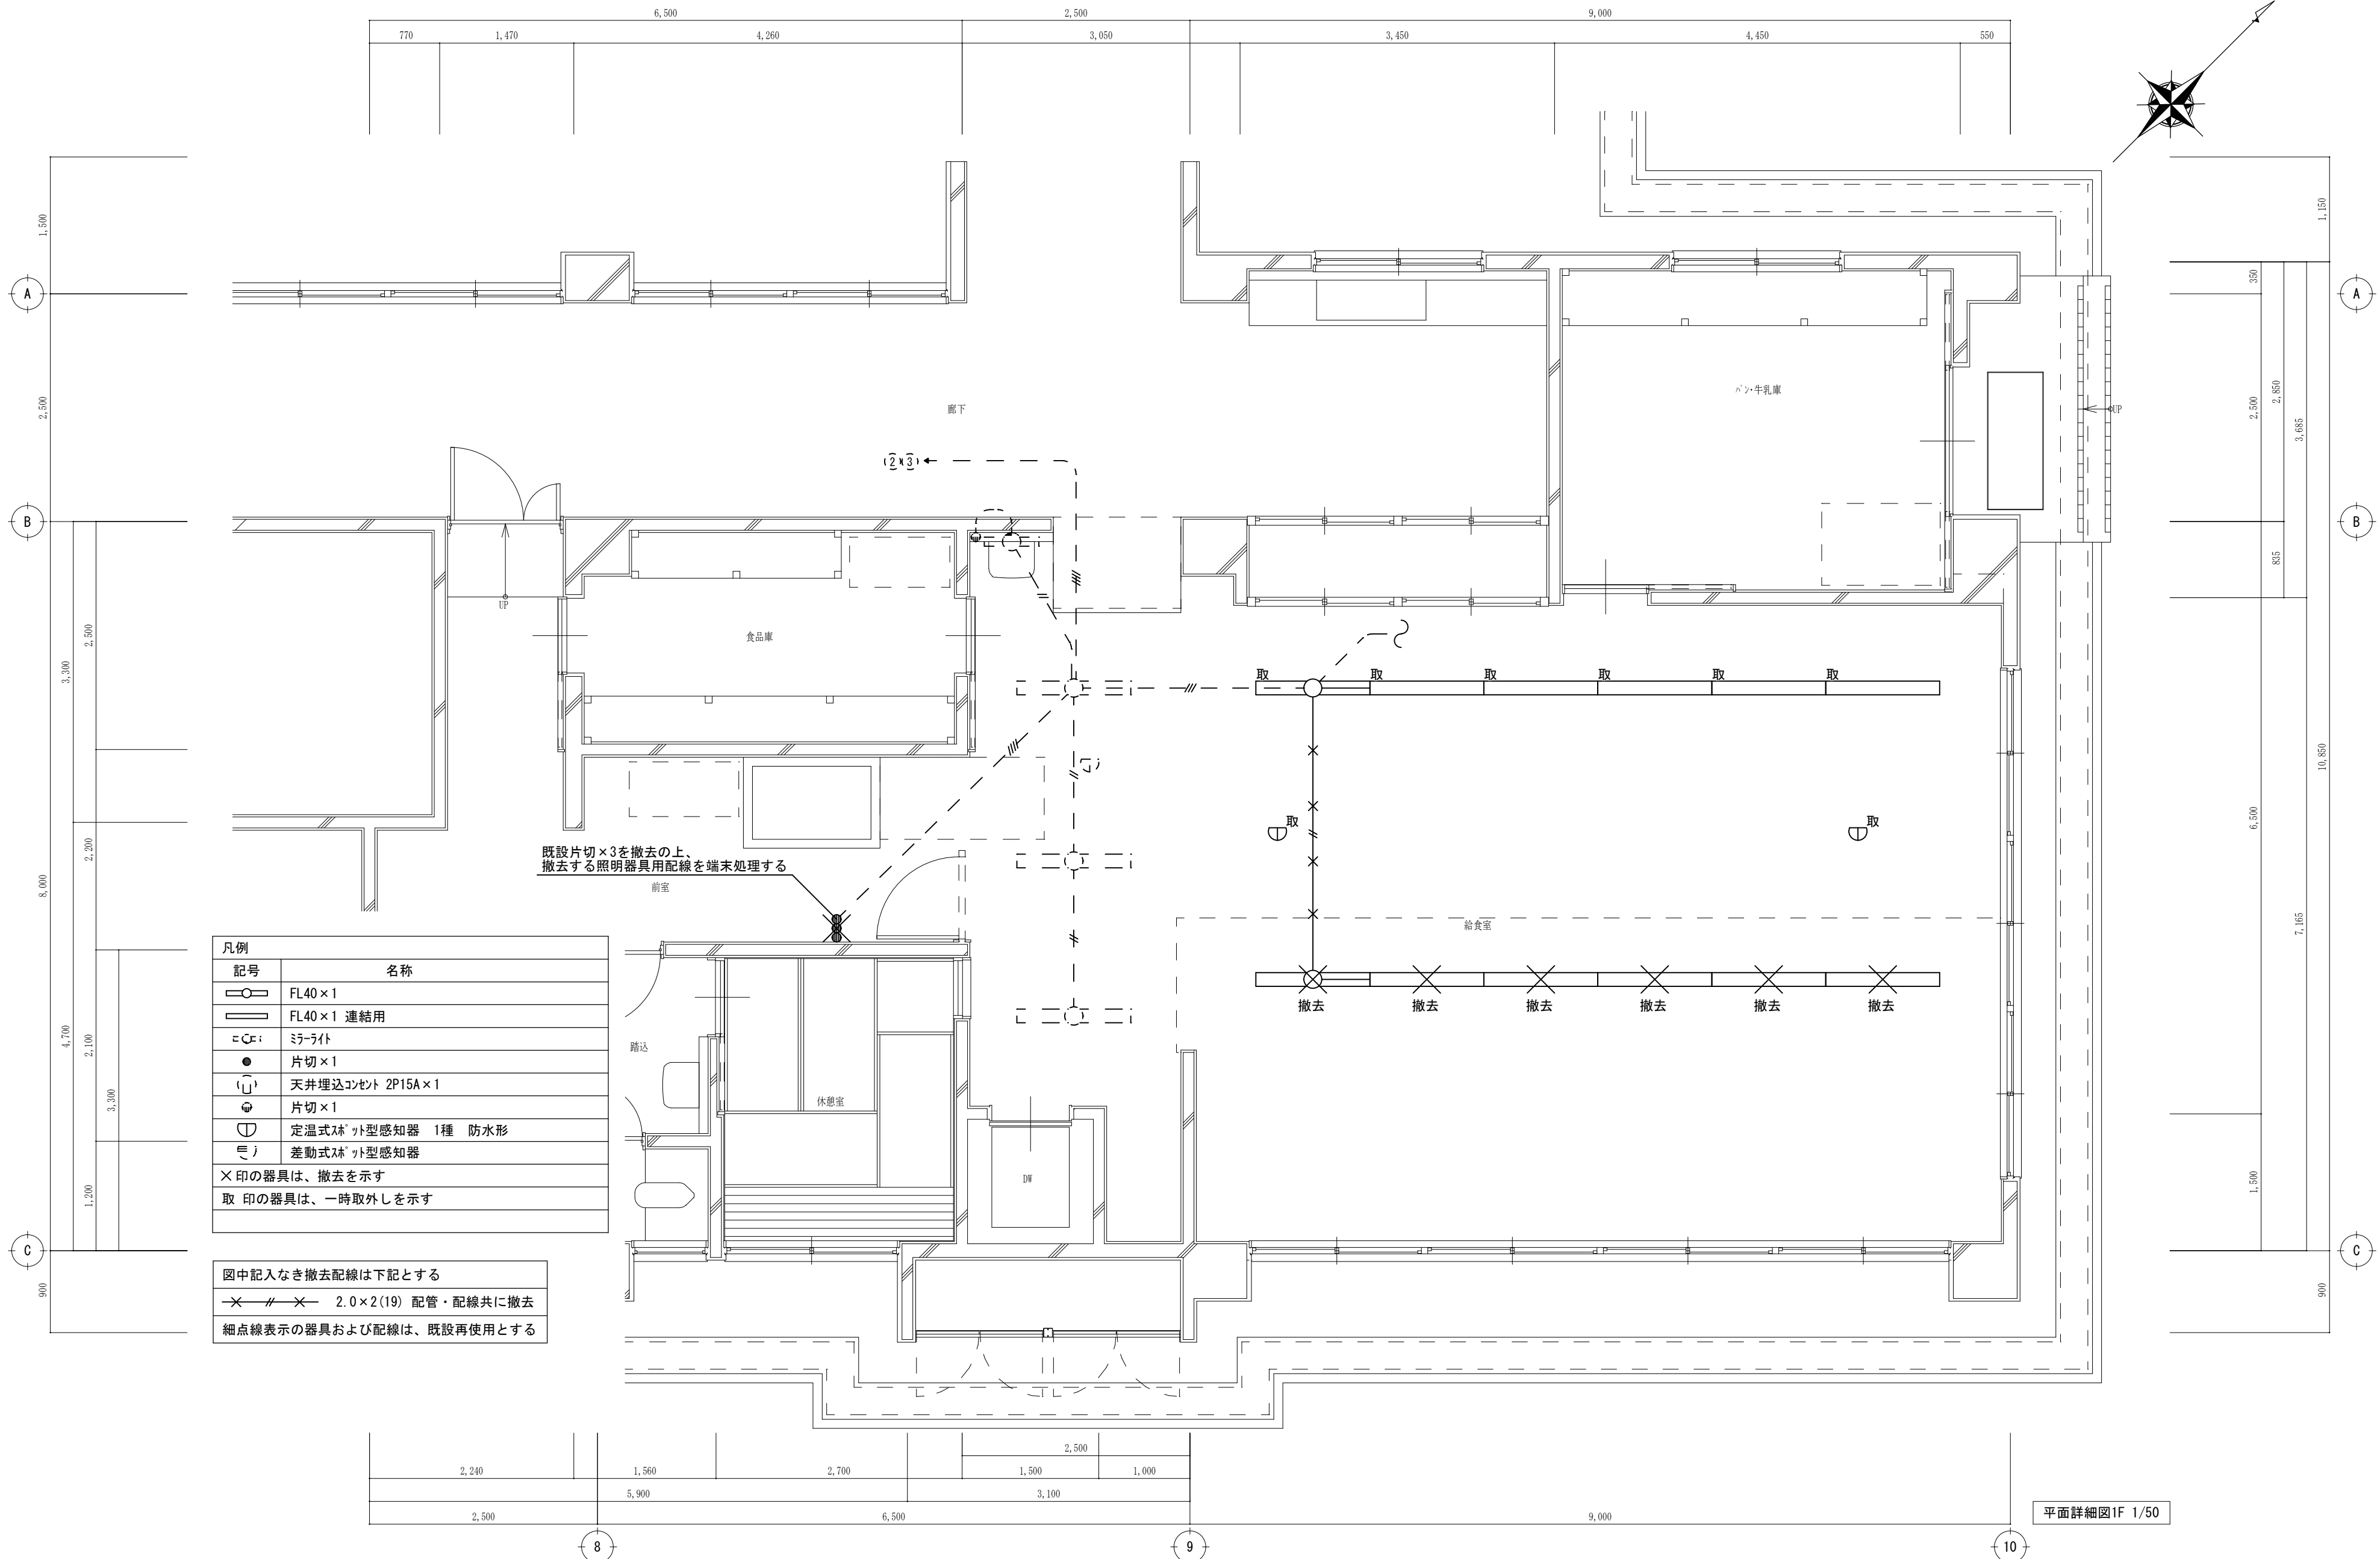 6,500
2,500
9,000
770
1,470
4,260
3,050
3,450
4,450
550
1,500
1,150
A
A
350
2,500
2,850
2,500
3,685
パン・牛乳庫
廊下
UP
2
3
B
B
835
UP
2,500
3,300
食品庫
取
取
取
取
取
取
10,850
取
取
6,500
2,200
8,000
既設片切×3を撤去の上、
撤去する照明器具用配線を端末処理する
前室
給食室
7,165
凡例
記号
名称
FL40×1
FL40×1 連結用
ミラーライト
片切×1
天井埋込コンセント 2P15A×1
片切×1
定温式スポット型感知器 1種 防水形
差動式スポット型感知器
×印の器具は、撤去を示す
取 印の器具は、一時取外しを示す
撤去
撤去
撤去
撤去
撤去
撤去
4,700
2,100
3,300
踏込
休憩室
DW
1,200
1,500
C
C
図中記入なき撤去配線は下記とする
2.0×2(19) 配管・配線共に撤去
細点線表示の器具および配線は、既設再使用とする
900
900
2,500
2,240
1,560
2,700
1,500
1,000
5,900
3,100
2,500
6,500
9,000
平面詳細図1F 1/50
8
9
10